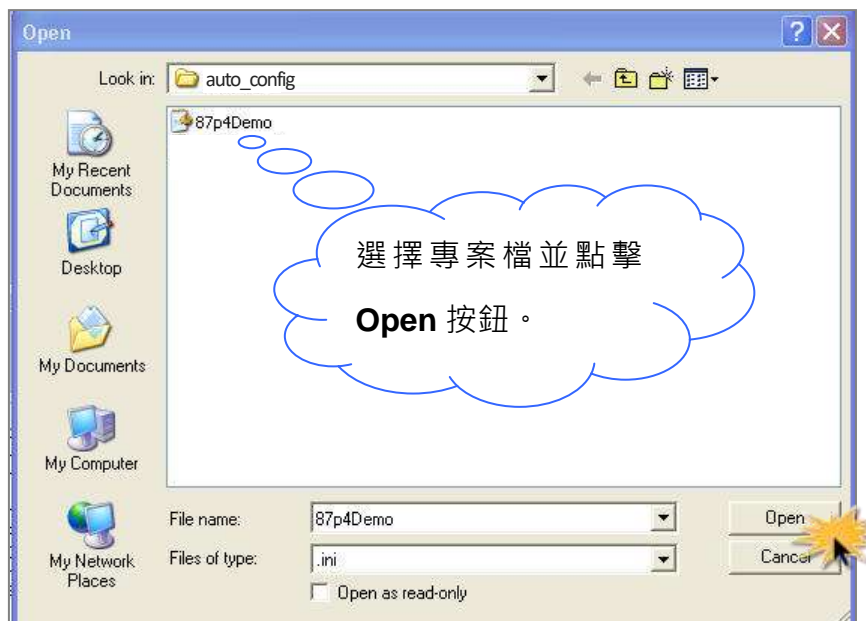 Open
Look in:
auto_config
87p4Demo
My Recent
Documents
Desktop
My Documents
My Computer
My Network
Places
選擇專案檔並點擊
Open 按鈕。
File name:
87p4Demo
Open
Files of type:
.ini
Cancel
Open as read-only